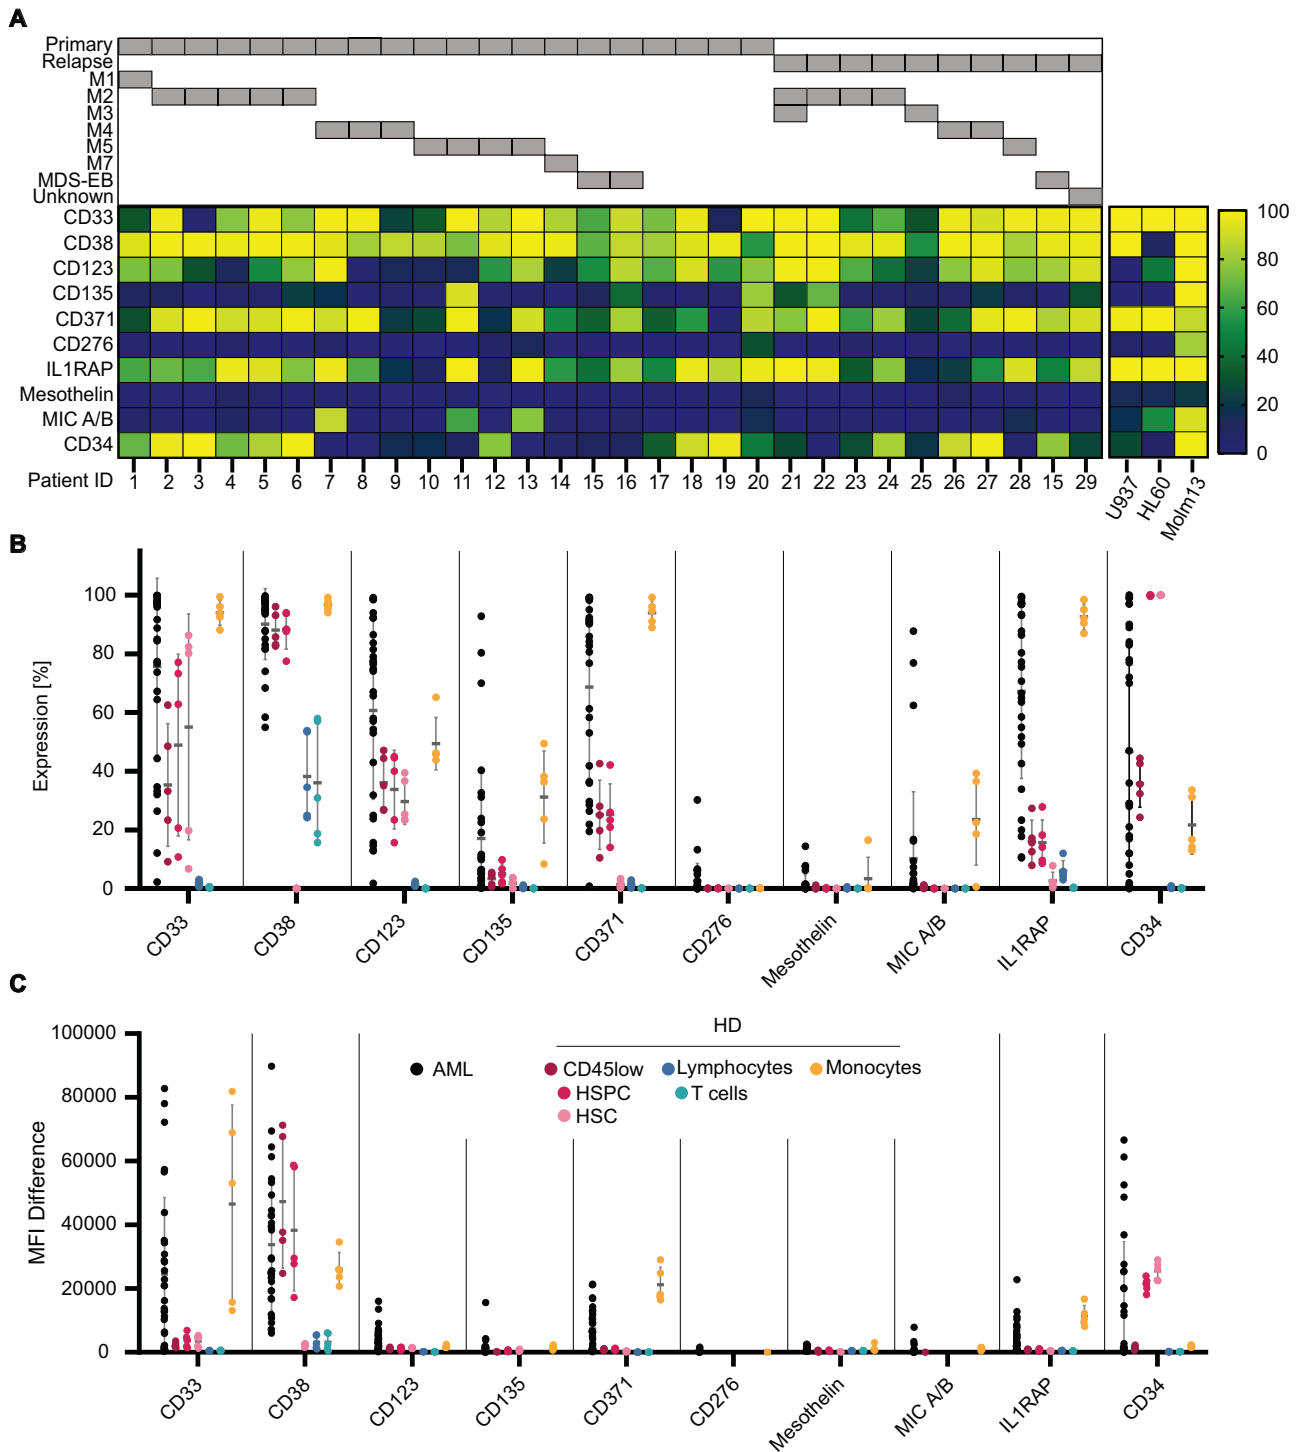 A
Primary
Relapse
M1
M2
M3
M4
M5
M7
MDS-EB
Unknown
CD33
CD38
CD123
CD135
CD371
CD276
IL1RAP
Mesothelin
MIC A/B
CD34
100
80
60
40
20
0
Patient ID 1 2 3 4 5 6 7 8 9 10 11 12 13 14 15 16 17 18 19 20 21 22 23 24 25 26 27 28 15 29
U937 HL60 Molm13
B
Expression [%]
100
80
60
40
20
0
CD33 CD38 CD123 CD135 CD371 CD276 Mesothelin MIC A/B IL1RAP CD34
C
MFI Difference
100000
80000
60000
40000
20000
0
HD
AML CD45low Lymphocytes Monocytes
HSPC T cells
HSC
CD33 CD38 CD123 CD135 CD371 CD276 Mesothelin MIC A/B IL1RAP CD34